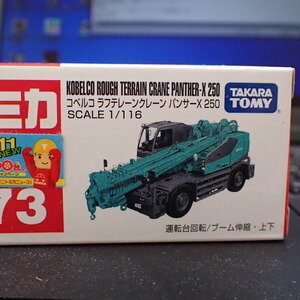 ミカ
KOBELCO ROUGH TERRAIN CRANE PANTHER-X 250
コベルコ ラフテレーンクレーン パンサーX 250
SCALE 1/116
TAKARA
TOMY
11
NEW
73
運転台回転/ブーム伸縮・上下